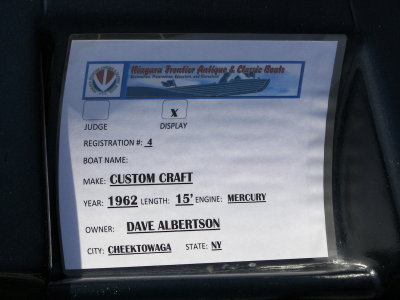 Niagara Frontier Antique & Classic Boats
X
JUDGE DISPLAY
REGISTRATION #: 4
BOAT NAME:
MAKE: CUSTOM CRAFT
YEAR: 1962 LENGTH: 15' ENGINE: MERCURY
OWNER: DAVE ALBERTSON
CITY: CHEEKTOWAGA STATE: NY